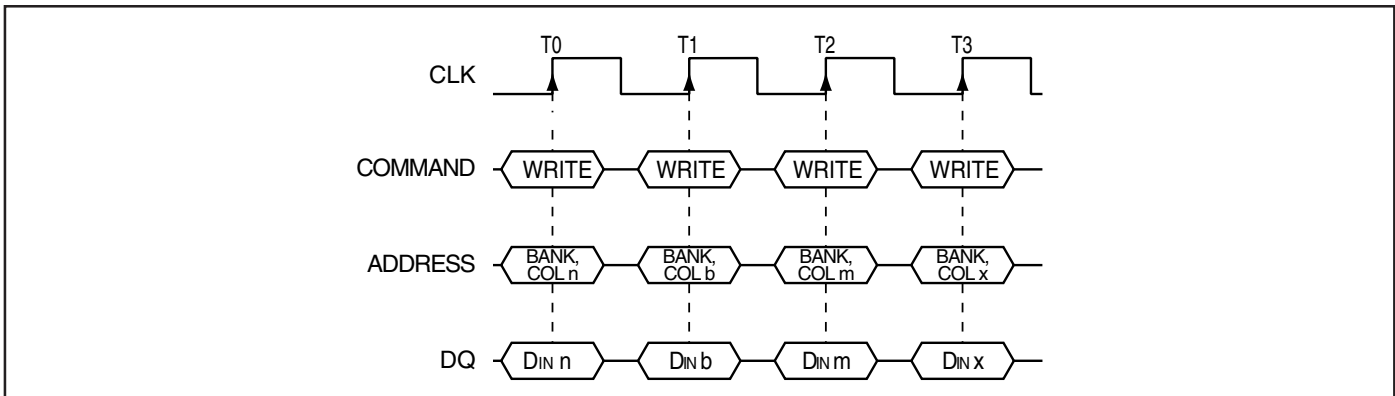 T0 T1 T2 T3
CLK
COMMAND WRITE WRITE WRITE WRITE
ADDRESS BANK, COL n BANK, COL b BANK, COL m BANK, COL x
DQ DIN n DIN b DIN m DIN x